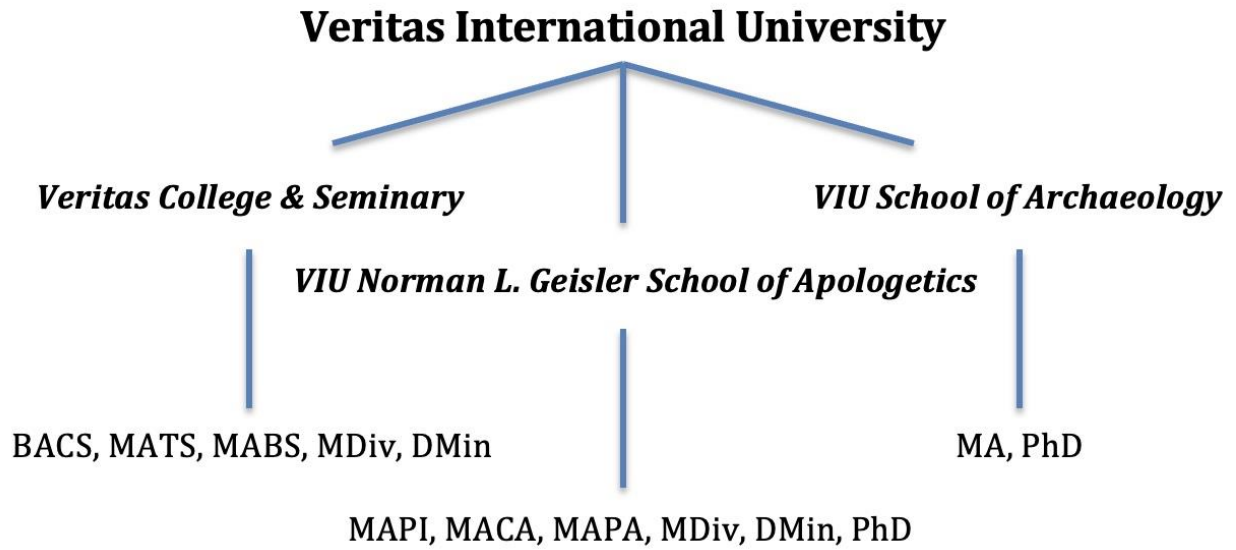 Veritas International University
Veritas College & Seminary
VIU School of Archaeology
VIU Norman L. Geisler School of Apologetics
BACS, MATS, MABS, MDiv, DMin
MA, PhD
MAPI, MACA, MAPA, MDiv, DMin, PhD